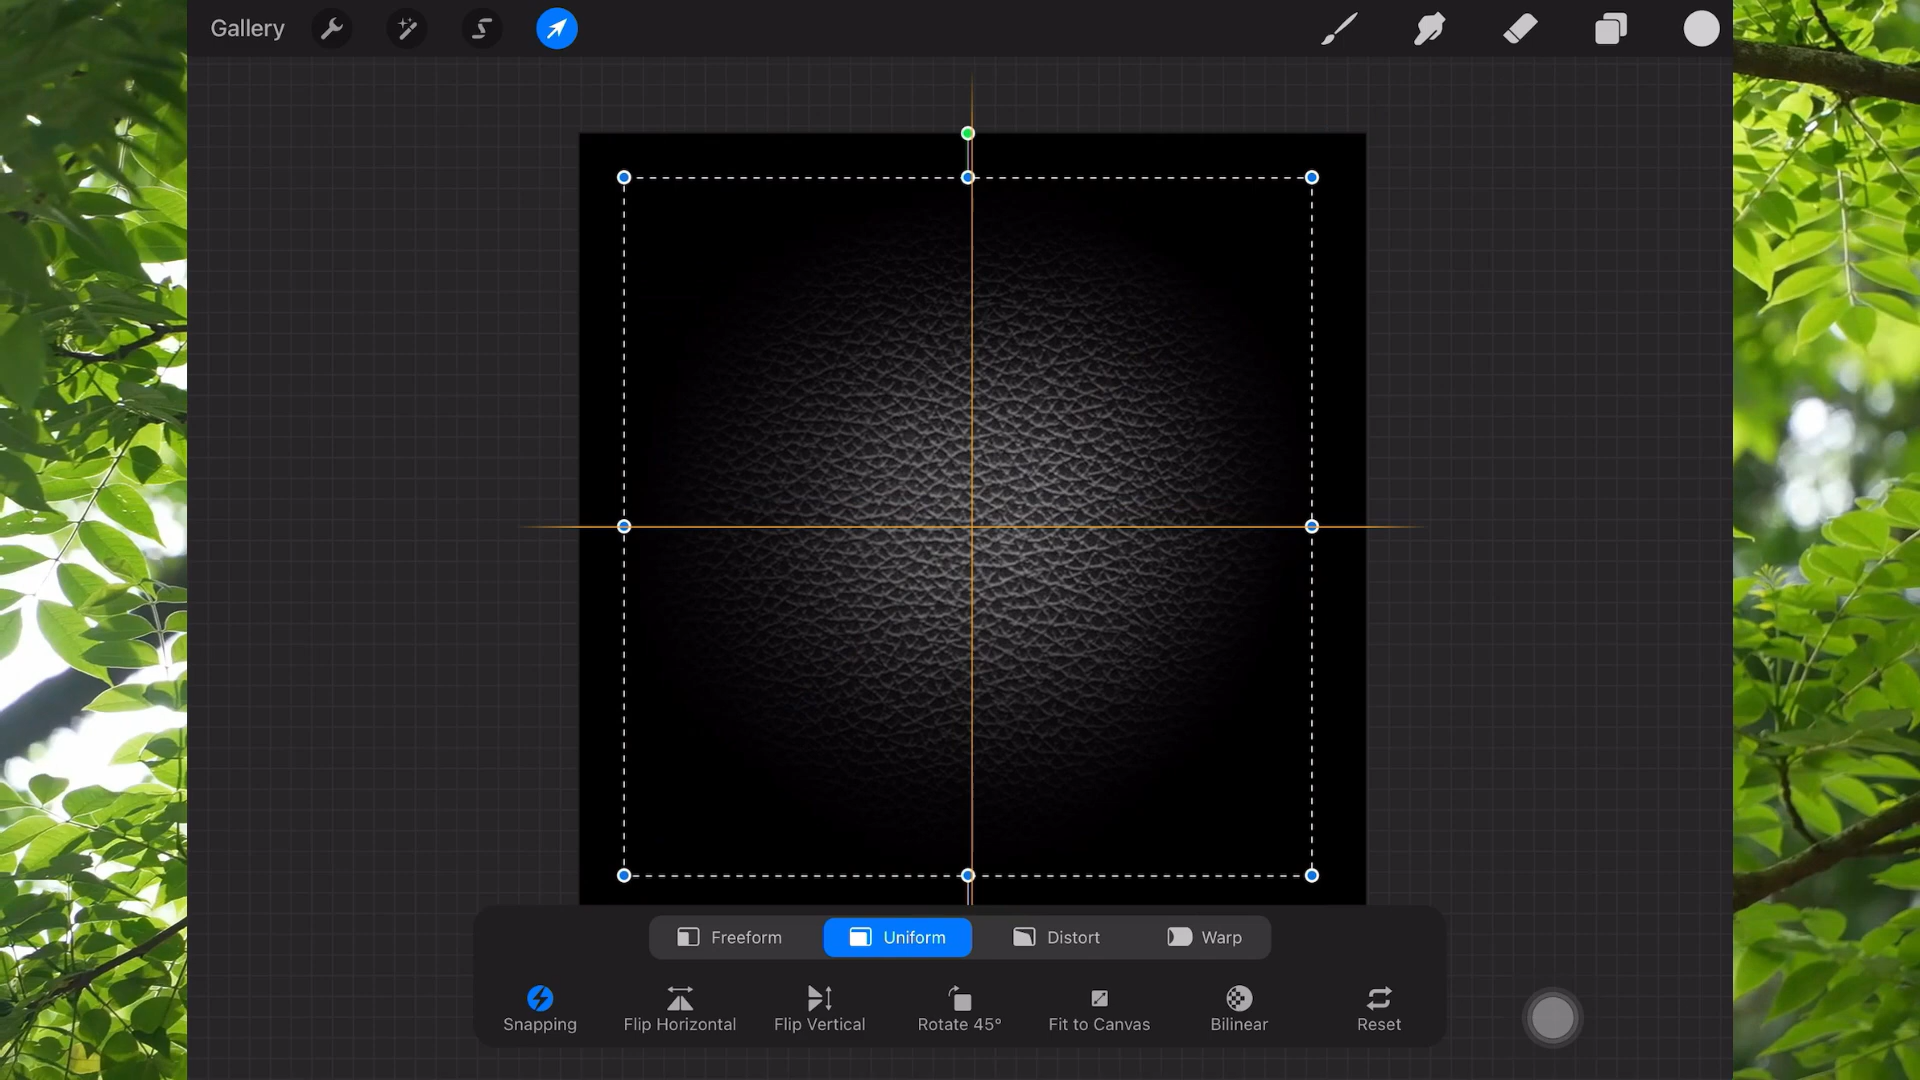 Gallery
Freeform Uniform Distort Warp
Snapping Flip Horizontal Flip Vertical Rotate 45° Fit to Canvas Bilinear Reset